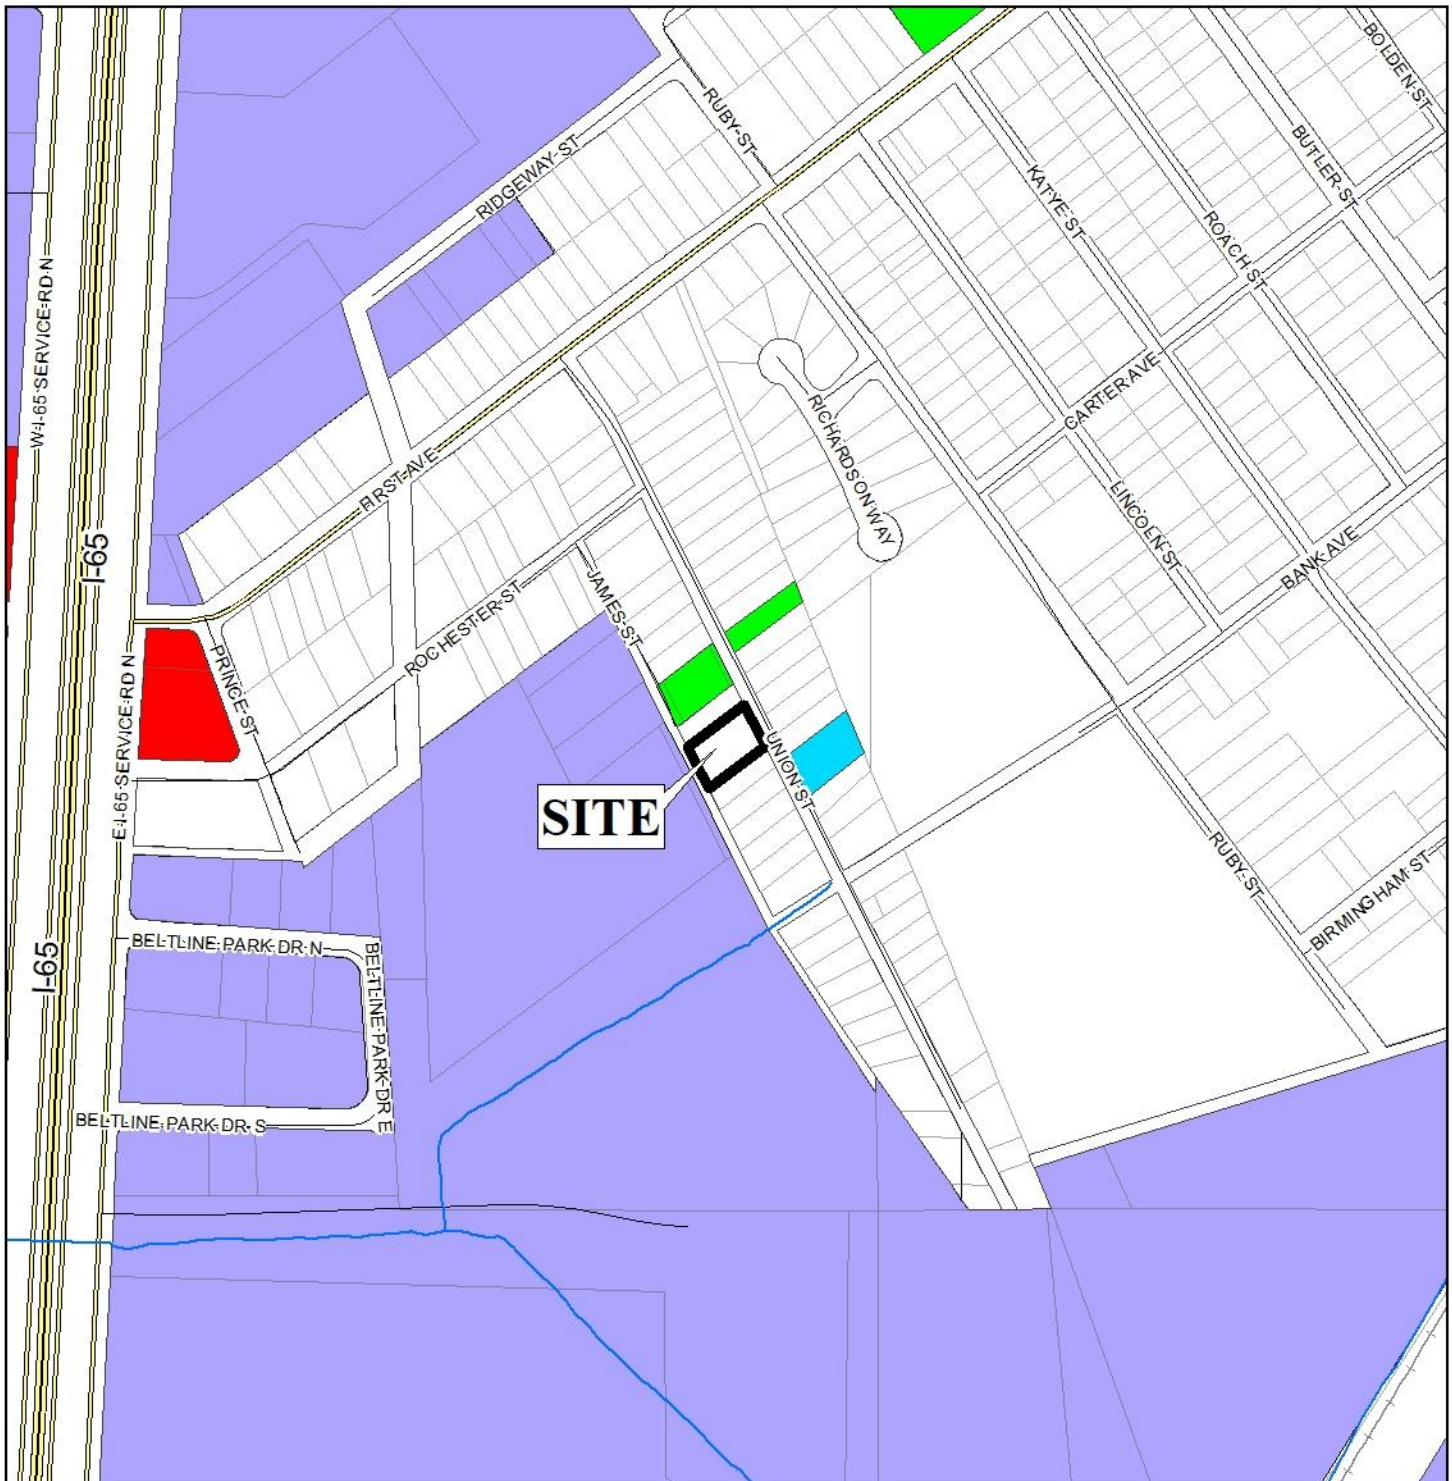 BOLDEN ST
RUBY ST
BUTLER ST
RIDGEWAY ST
KATYE ST
ROACH ST
W-I-65 SERVICE RD N
CARTER AVE
RICHARDSON WAY
FIRST AVE
LINCOLN ST
I-65
BANK AVE
JAMES ST
ROCHESTER ST
PRINCE ST
E-I-65 SERVICE RD N
UNION ST
SITE
RUBY ST
BIRMINGHAM ST
BELTLINE PARK DR N
I-65
BELTLINE PARK DR E
BELTLINE PARK DR S